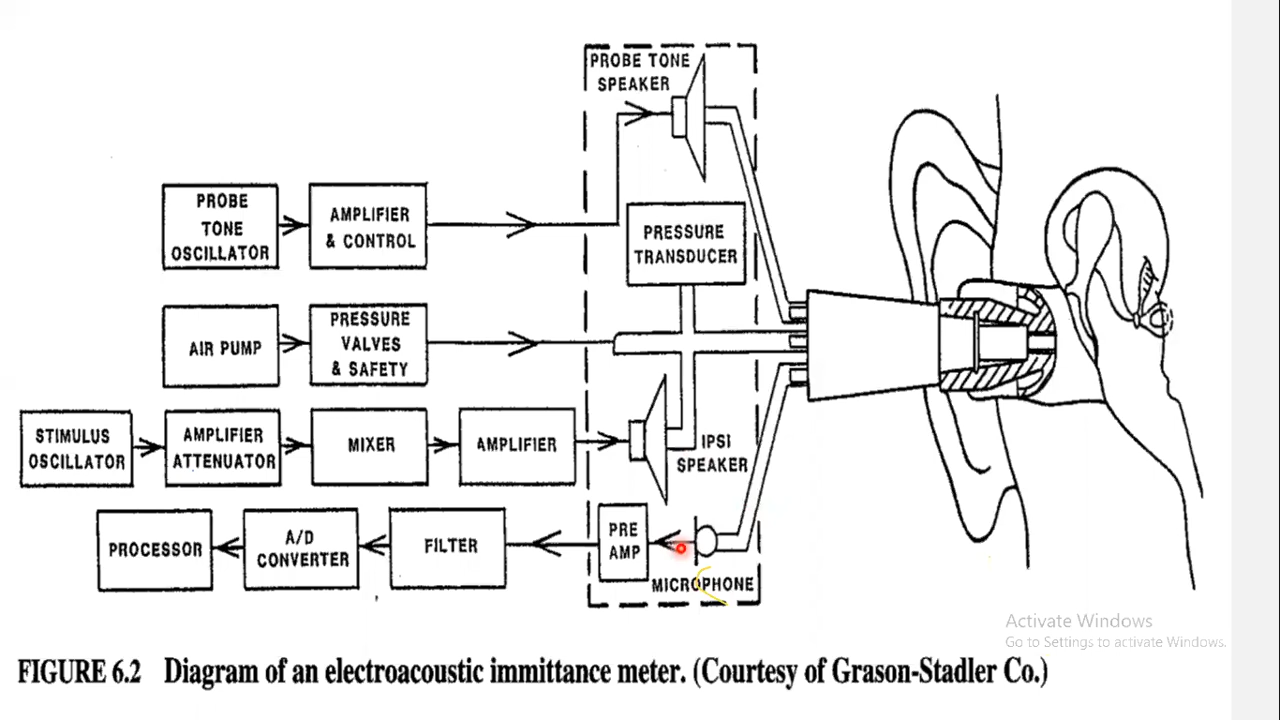 PROBE TONE
SPEAKER
PROBE
TONE
OSCILLATOR
AMPLIFIER
& CONTROL
PRESSURE
TRANSDUCER
AIR PUMP
PRESSURE
VALVES
& SAFETY
STIMULUS
OSCILLATOR
AMPLIFIER
ATTENUATOR
MIXER
AMPLIFIER
IPSI
SPEAKER
PROCESSOR
A/D
CONVERTER
FILTER
PRE
AMP
MICROPHONE
Activate Windows
Go to Settings to activate Windows.
FIGURE 6.2 Diagram of an electroacoustic immittance meter. (Courtesy of Grason-Stadler Co.)